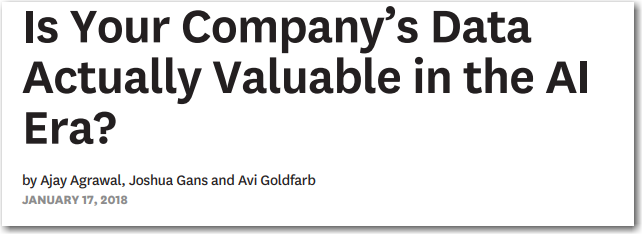 Is Your Company’s Data
Actually Valuable in the AI
Era?
by Ajay Agrawal, Joshua Gans and Avi Goldfarb
JANUARY 17, 2018